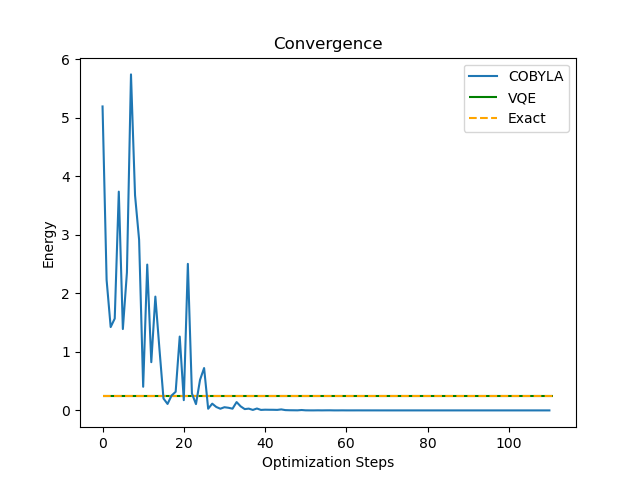 Convergence
COBYLA
VQE
Exact
Energy
6
5
4
3
2
1
0
0 20 40 60 80 100
Optimization Steps